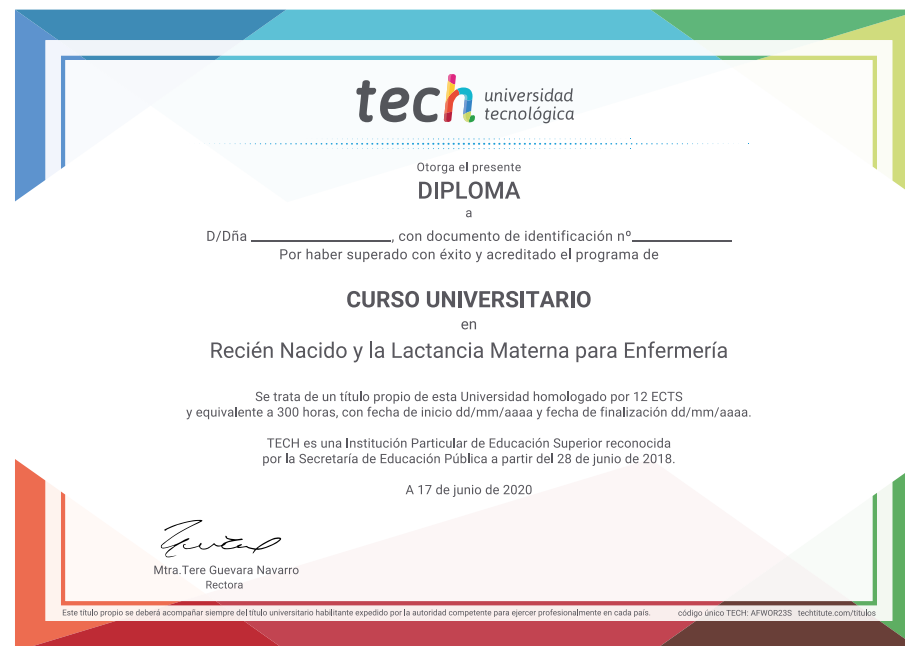 tech universidad
tecnológica
Otorga el presente
DIPLOMA
a
D/Dña ______________, con documento de identificación nº__________
Por haber superado con éxito y acreditado el programa de
CURSO UNIVERSITARIO
en
Recién Nacido y la Lactancia Materna para Enfermería
Se trata de un título propio de esta Universidad homologado por 12 ECTS
y equivalente a 300 horas, con fecha de inicio dd/mm/aaaa y fecha de finalización dd/mm/aaaa.
TECH es una Institución Particular de Educación Superior reconocida
por la Secretaría de Educación Pública a partir del 28 de junio de 2018.
A 17 de junio de 2020
Mtra.Tere Guevara Navarro
Rectora
Este título propio se deberá acompañar siempre del título universitario habilitante expedido por la autoridad competente para ejercer profesionalmente en cada país. código único TECH: AFWOR23S techtitute.com/titulos